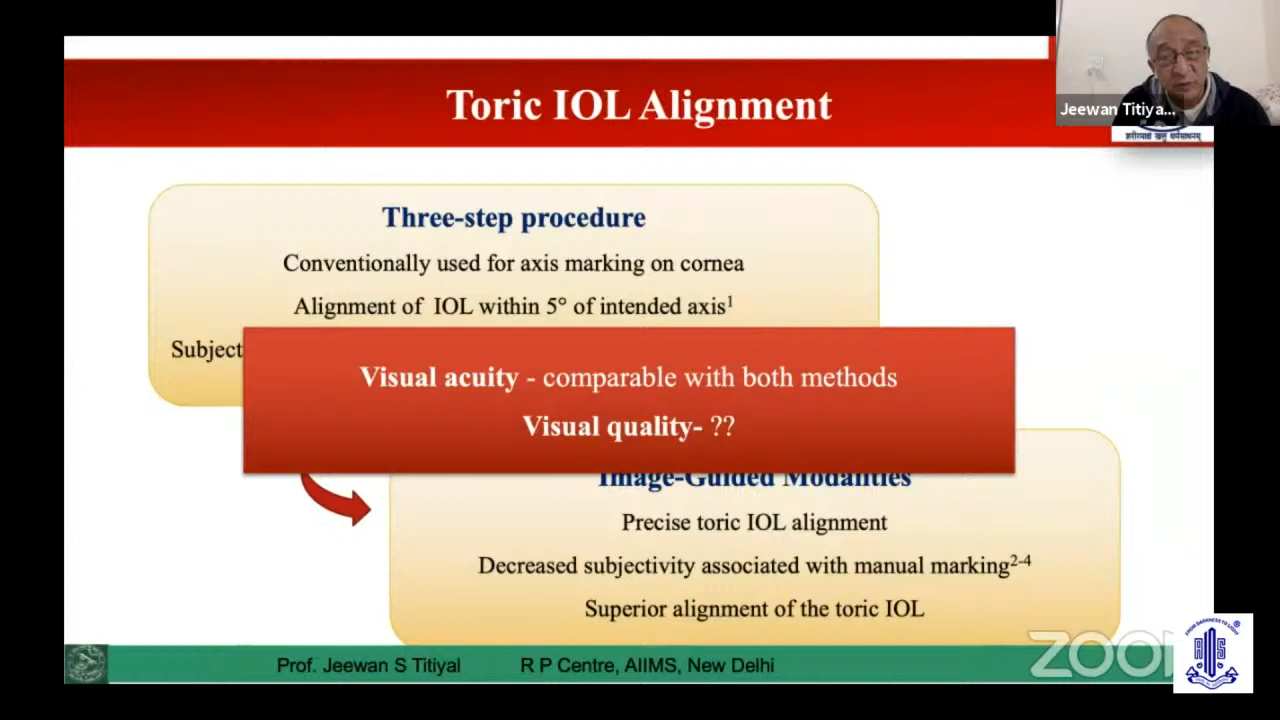 Toric IOL Alignment
Jeewan Titiya...
Three-step procedure
Conventionally used for axis marking on cornea
Alignment of IOL within 5° of intended axis¹
Subject
Visual acuity - comparable with both methods
Visual quality- ??
Image-Guided Modalities
Precise toric IOL alignment
Decreased subjectivity associated with manual marking²⁻⁴
Superior alignment of the toric IOL
Prof. Jeewan S Titiyal R P Centre, AIIMS, New Delhi
zoom